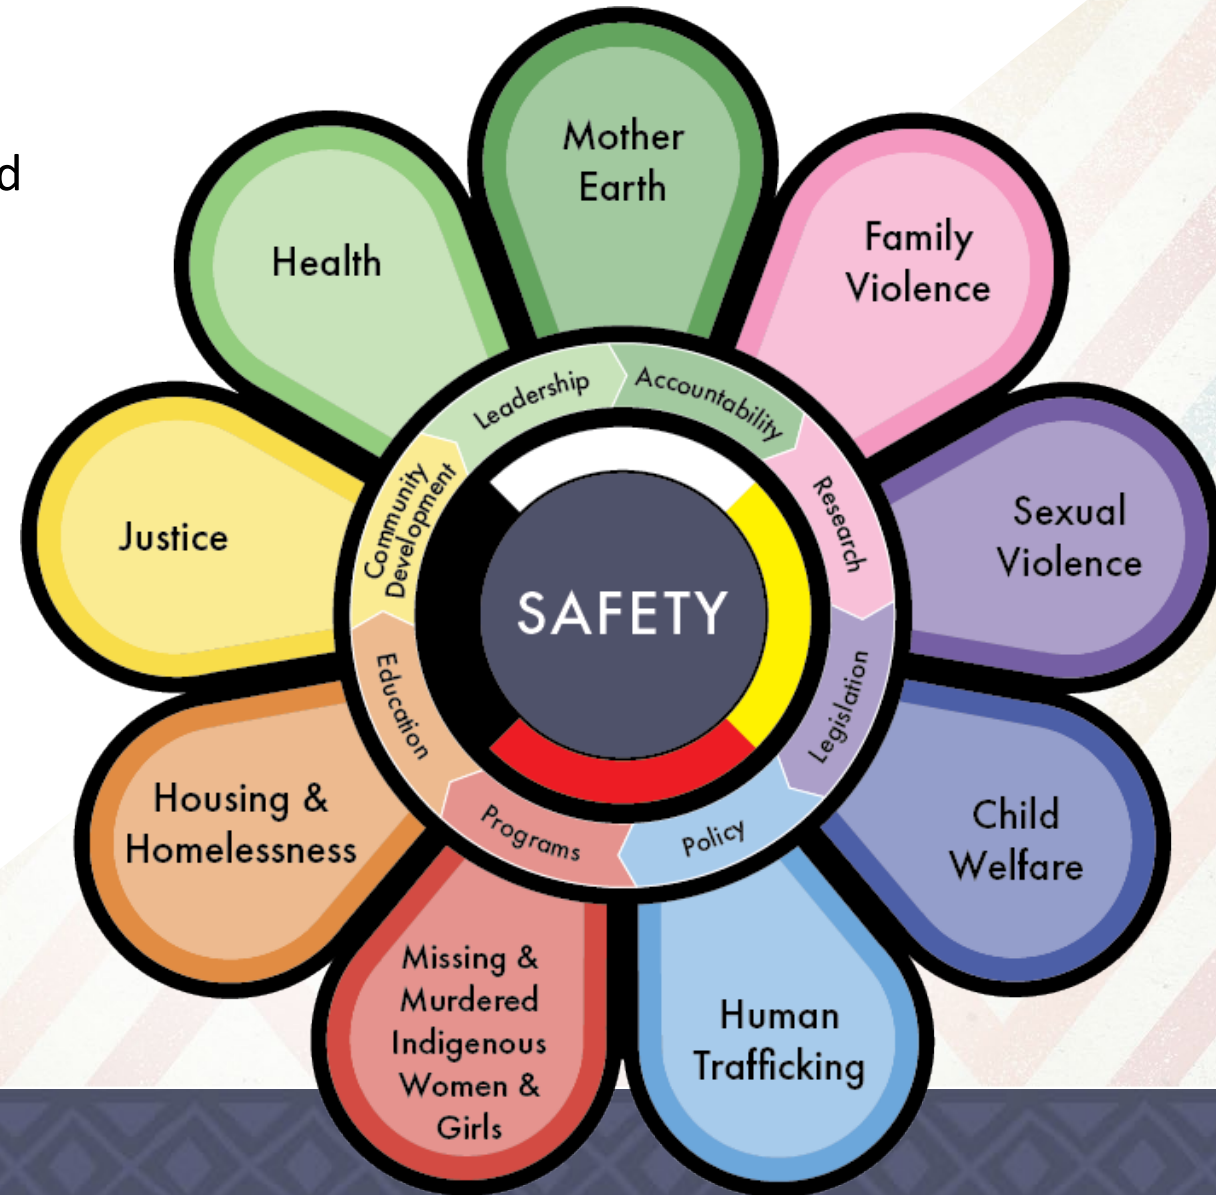 d
Mother
Earth
Family
Violence
Sexual
Violence
Child
Welfare
Human
Trafficking
Missing &
Murdered
Indigenous
Women &
Girls
Housing &
Homelessness
Justice
Health
Leadership
Accountability
Research
Legislation
Policy
Programs
Education
Community
Development
SAFETY